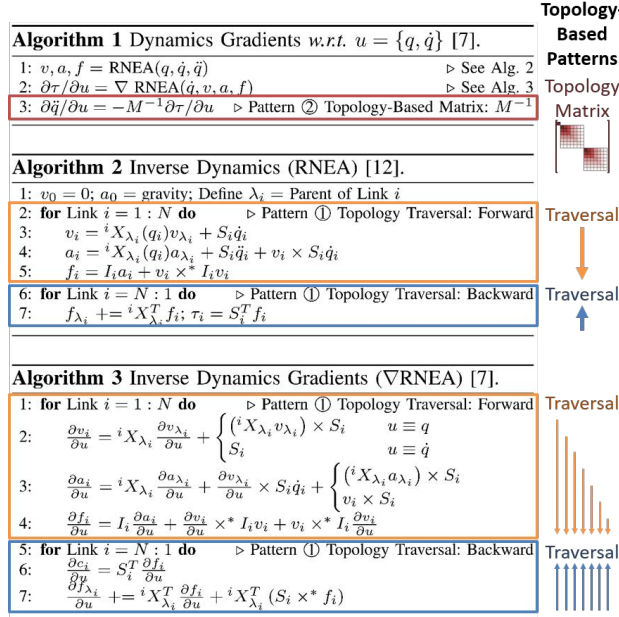 Topology-
Based
Patterns
Topology
Matrix
Algorithm 1 Dynamics Gradients w.r.t. u = {q, q̇} [7].
1: v, a, f = RNEA(q, q̇, q̈) ▷ See Alg. 2
2: ∂τ/∂u = ∇ RNEA(q̇, v, a, f) ▷ See Alg. 3
3: ∂q̈/∂u = −M⁻¹∂τ/∂u ▷ Pattern ② Topology-Based Matrix: M⁻¹
Algorithm 2 Inverse Dynamics (RNEA) [12].
1: v₀ = 0; a₀ = gravity; Define λᵢ = Parent of Link i
2: for Link i = 1 : N do ▷ Pattern ① Topology Traversal: Forward
Traversal
3: vᵢ = ⁱX_λᵢ(qᵢ)v_λᵢ + Sᵢq̇ᵢ
4: aᵢ = ⁱX_λᵢ(qᵢ)a_λᵢ + Sᵢq̈ᵢ + vᵢ × Sᵢq̇ᵢ
5: fᵢ = Iᵢaᵢ + vᵢ ×* Iᵢvᵢ
6: for Link i = N : 1 do ▷ Pattern ① Topology Traversal: Backward
Traversal
7: f_λᵢ += ⁱX_λᵢᵀ fᵢ; τᵢ = Sᵢᵀ fᵢ
Algorithm 3 Inverse Dynamics Gradients (∇RNEA) [7].
1: for Link i = 1 : N do ▷ Pattern ① Topology Traversal: Forward
Traversal
2: ∂vᵢ/∂u = ⁱX_λᵢ ∂v_λᵢ/∂u + { (ⁱX_λᵢ v_λᵢ) × Sᵢ u ≡ q
Sᵢ u ≡ q̇
3: ∂aᵢ/∂u = ⁱX_λᵢ ∂a_λᵢ/∂u + ∂v_λᵢ/∂u × Sᵢq̇ᵢ + { (ⁱX_λᵢ a_λᵢ) × Sᵢ
vᵢ × Sᵢ
4: ∂fᵢ/∂u = Iᵢ ∂aᵢ/∂u + ∂vᵢ/∂u ×* Iᵢvᵢ + vᵢ ×* Iᵢ ∂vᵢ/∂u
5: for Link i = N : 1 do ▷ Pattern ① Topology Traversal: Backward
Traversal
6: ∂cᵢ/∂u = Sᵢᵀ ∂fᵢ/∂u
7: ∂f_λᵢ/∂u += ⁱX_λᵢᵀ ∂fᵢ/∂u + ⁱX_λᵢᵀ (Sᵢ ×* fᵢ)